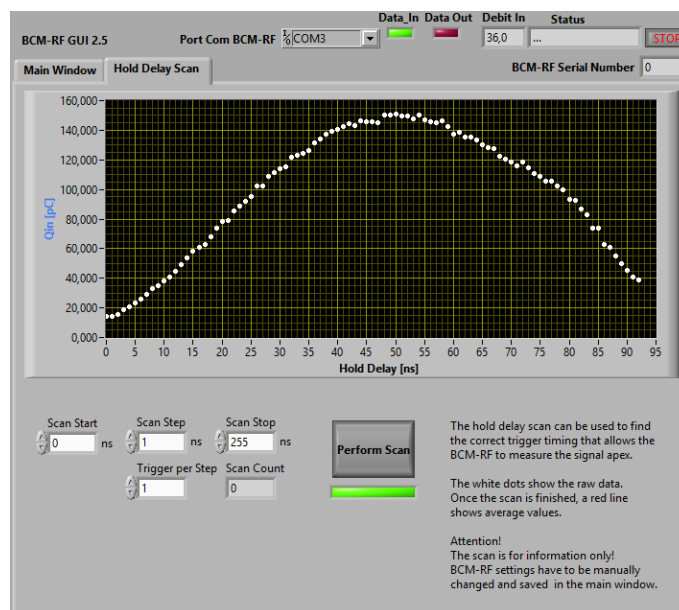 Data_In Data Out Debit In Status
BCM-RF GUI 2.5 Port Com BCM-RF COM3 36,0 ... STOP
Main Window Hold Delay Scan BCM-RF Serial Number 0
160,000
140,000
120,000
100,000
80,000
60,000
40,000
20,000
0,000
Qin [pC]
0 5 10 15 20 25 30 35 40 45 50 55 60 65 70 75 80 85 90 95
Hold Delay [ns]
Scan Start Scan Step Scan Stop
0 ns 1 ns 255 ns
Trigger per Step Scan Count
1 0
Perform Scan
The hold delay scan can be used to find
the correct trigger timing that allows the
BCM-RF to measure the signal apex.
The white dots show the raw data.
Once the scan is finished, a red line
shows average values.
Attention!
The scan is for information only!
BCM-RF settings have to be manually
changed and saved in the main window.